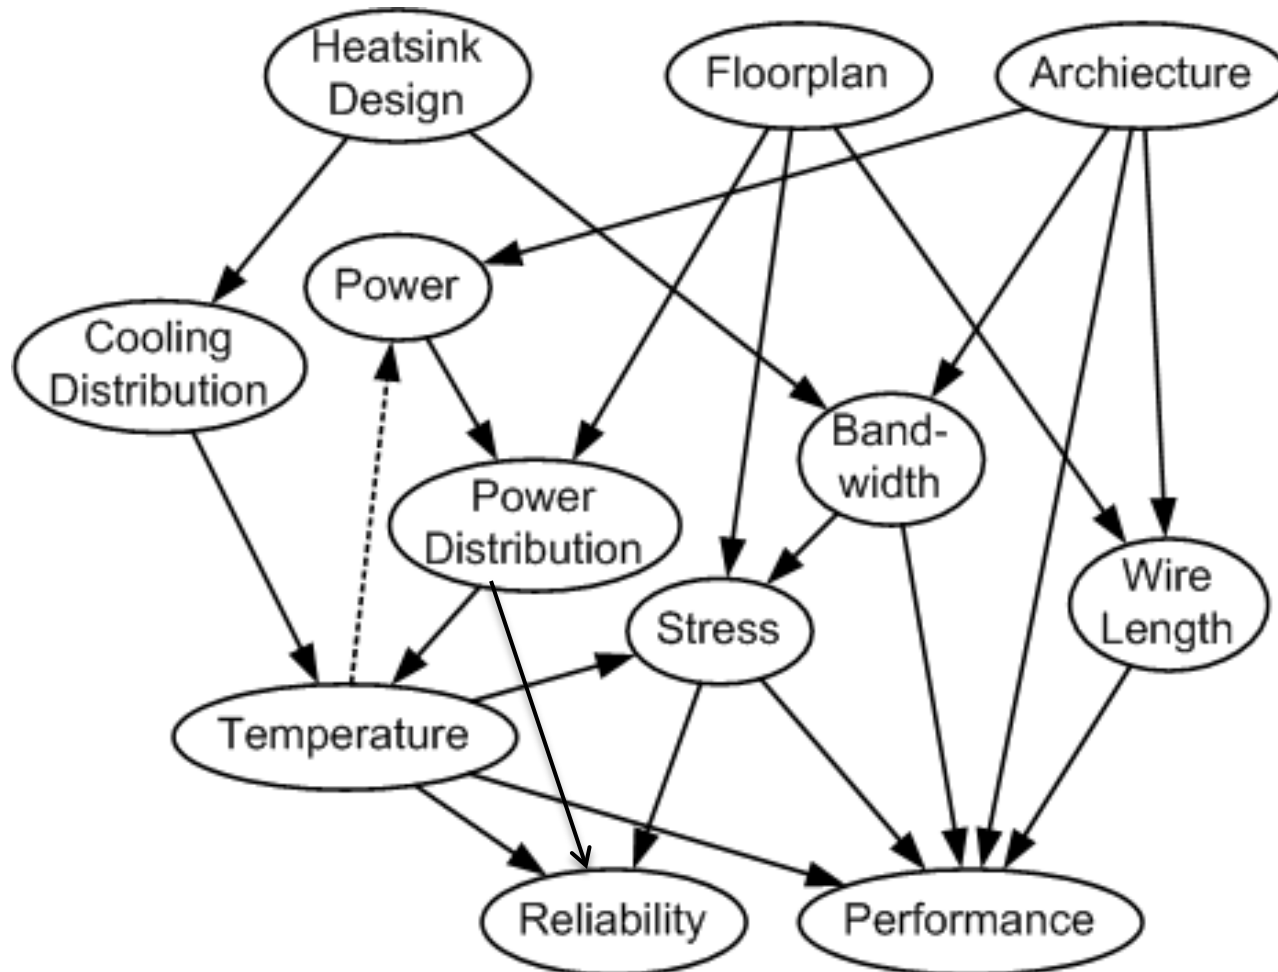 Heatsink
Design
Floorplan
Archiecture
Power
Cooling
Distribution
Band-
width
Power
Distribution
Wire
Length
Stress
Temperature
Reliability
Performance